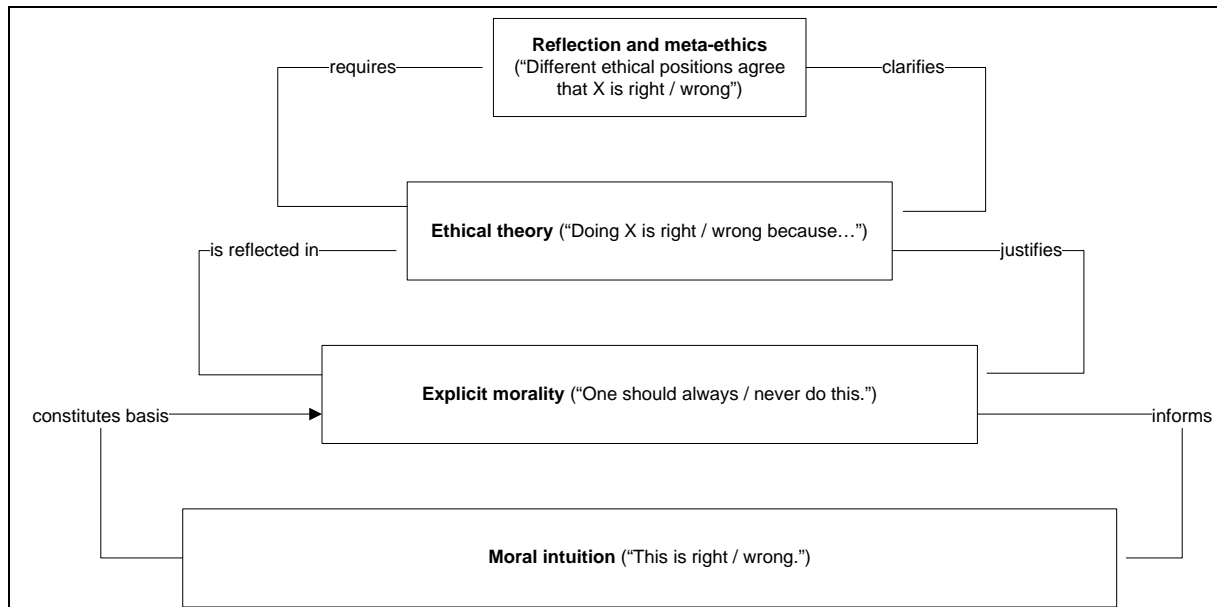 Reflection and meta-ethics
(“Different ethical positions agree
that X is right / wrong”)
requires
clarifies
Ethical theory (“Doing X is right / wrong because…”)
is reflected in
justifies
Explicit morality (“One should always / never do this.”)
constitutes basis
informs
Moral intuition (“This is right / wrong.”)